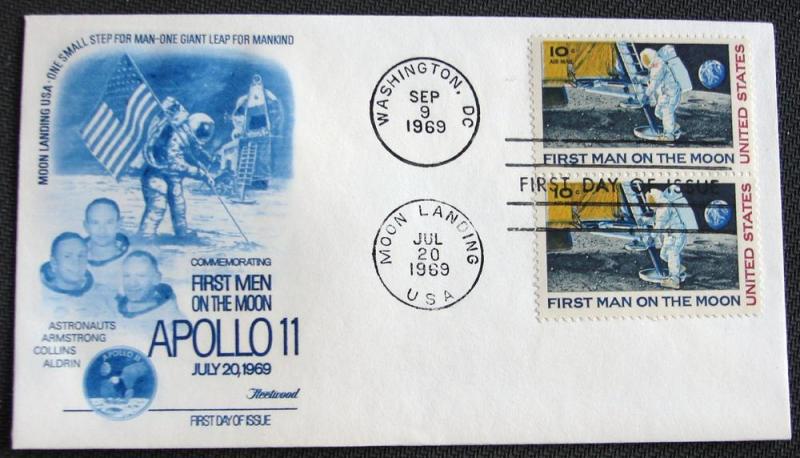 MOON LANDING USA · ONE SMALL STEP FOR MAN-ONE GIANT LEAP FOR MANKIND
COMMEMORATING
FIRST MEN
ON THE MOON
APOLLO 11
JULY 20, 1969
ASTRONAUTS
ARMSTRONG
COLLINS
ALDRIN
APOLLO 11
Fleetwood
FIRST DAY OF ISSUE
WASHINGTON, DC
SEP
9
1969
MOON LANDING
JUL
20
1969
USA
10¢
AIR MAIL
UNITED STATES
FIRST MAN ON THE MOON
FIRST DAY OF ISSUE
10¢
UNITED STATES
FIRST MAN ON THE MOON